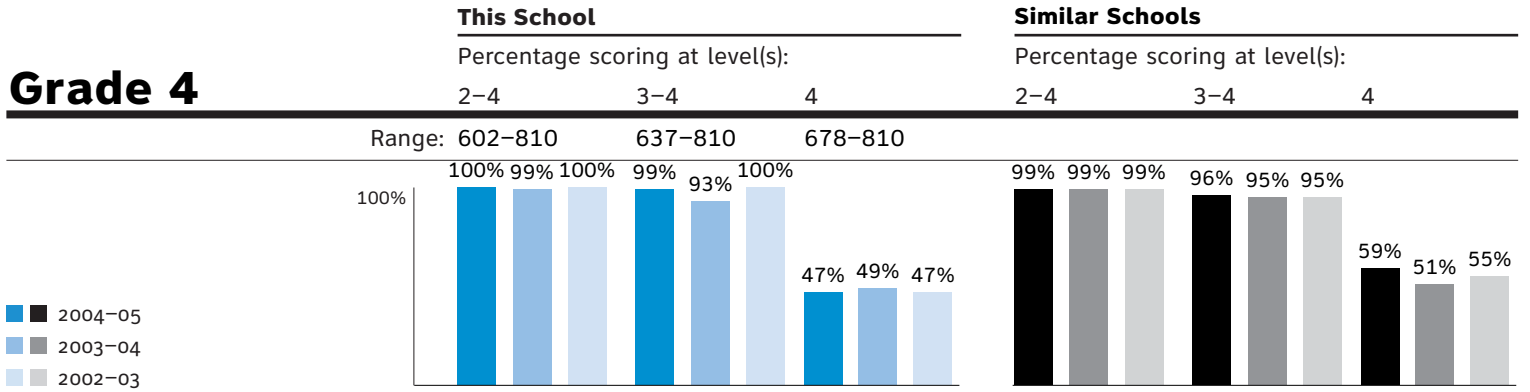 This School Similar Schools
Percentage scoring at level(s): Percentage scoring at level(s):
Grade 4 2–4 3–4 4 2–4 3–4 4
Range: 602–810 637–810 678–810
100% 99% 100% 99% 93% 100% 99% 99% 99% 96% 95% 95%
100%
47% 49% 47% 59% 51% 55%
2004–05
2003–04
2002–03